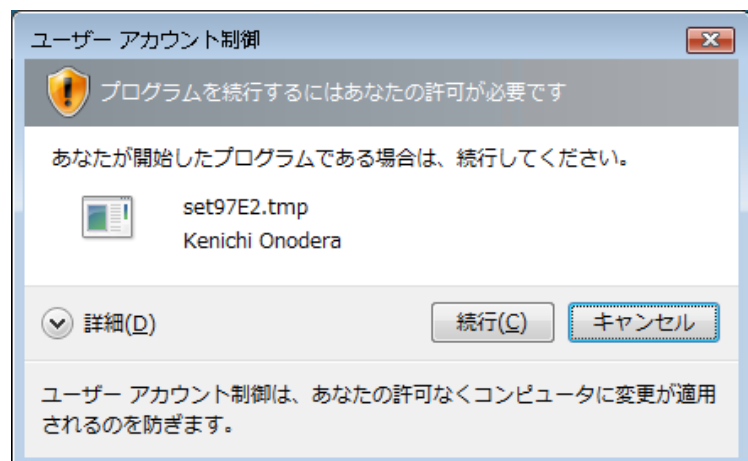 ユーザー アカウント制御
プログラムを続行するにはあなたの許可が必要です
あなたが開始したプログラムである場合は、続行してください。
set97E2.tmp
Kenichi Onodera
詳細(D)
続行(C)
キャンセル
ユーザー アカウント制御は、あなたの許可なくコンピュータに変更が適用
されるのを防ぎます。